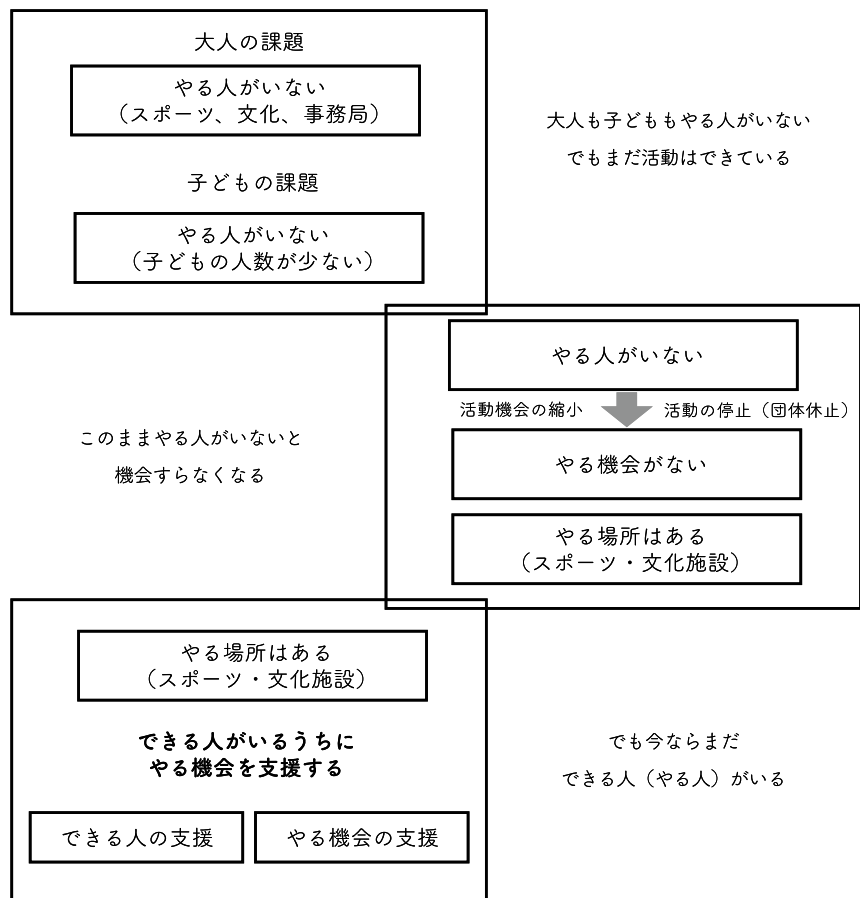 大人の課題
やる人がいない
（スポーツ、文化、事務局）
子どもの課題
やる人がいない
（子どもの人数が少ない）
大人も子どももやる人がいない
でもまだ活動はできている
やる人がいない
活動機会の縮小
活動の停止（団体休止）
やる機会がない
やる場所はある
（スポーツ・文化施設）
このままやる人がいないと
機会すらなくなる
やる場所はある
（スポーツ・文化施設）
できる人がいるうちに
やる機会を支援する
できる人の支援
やる機会の支援
でも今ならまだ
できる人（やる人）がいる